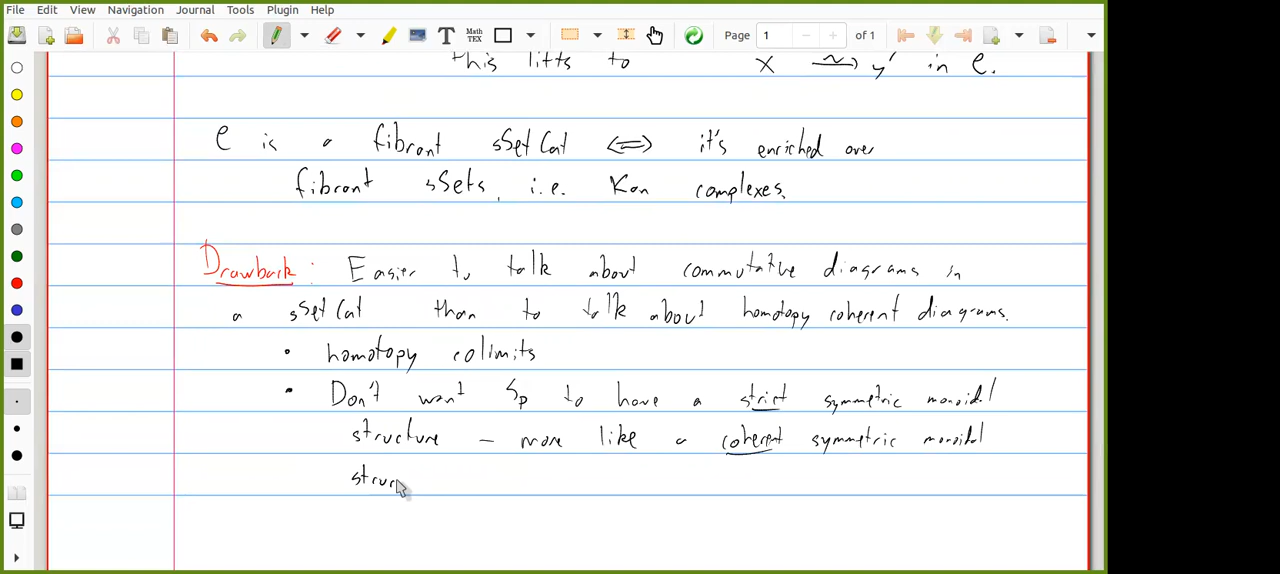 File Edit View Navigation Journal Tools Plugin Help
Page 1 of 1
this lifts to x ⥲ y' in C.
C is a fibrant sSetCat ⟺ it's enriched over
fibrant sSets, i.e. Kan complexes.
Drawback: Easier to talk about commutative diagrams in
a sSetCat than to talk about homotopy coherent diagrams.
• homotopy colimits
• Don't want Sp to have a strict symmetric monoidal
structure – more like a coherent symmetric monoidal
struc